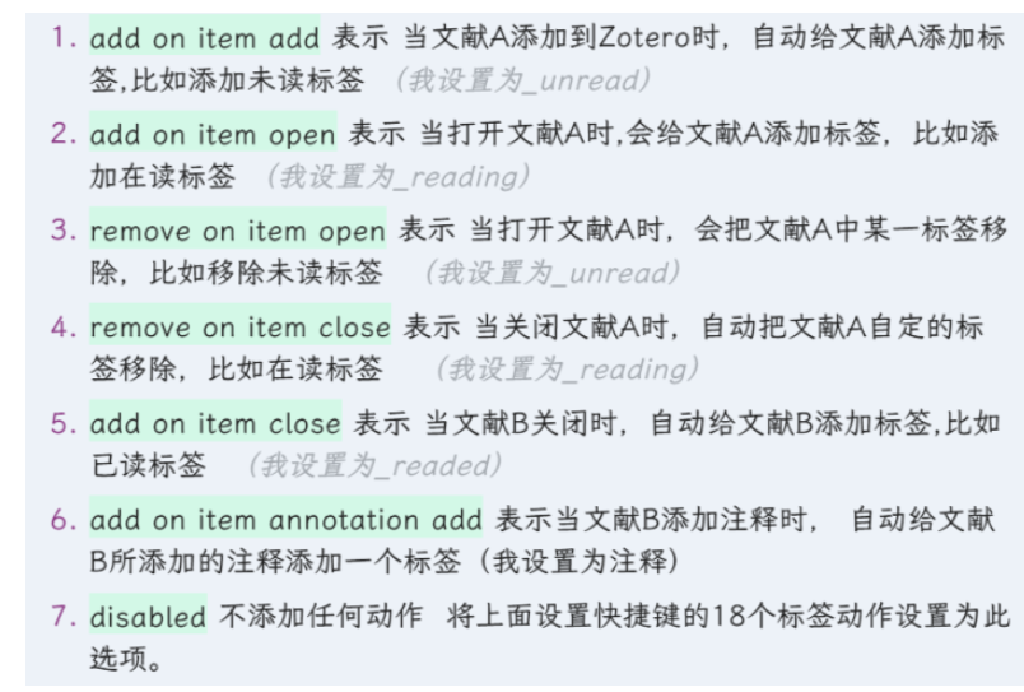 1. add on item add 表示 当文献A添加到Zotero时，自动给文献A添加标
签,比如添加未读标签 （我设置为_unread）
2. add on item open 表示 当打开文献A时,会给文献A添加标签，比如添
加在读标签 （我设置为_reading）
3. remove on item open 表示 当打开文献A时，会把文献A中某一标签移
除，比如移除未读标签 （我设置为_unread）
4. remove on item close 表示 当关闭文献A时，自动把文献A自定的标
签移除，比如在读标签 （我设置为_reading）
5. add on item close 表示 当文献B关闭时，自动给文献B添加标签,比如
已读标签 （我设置为_readed）
6. add on item annotation add 表示当文献B添加注释时， 自动给文献
B所添加的注释添加一个标签（我设置为注释）
7. disabled 不添加任何动作 将上面设置快捷键的18个标签动作设置为此
选项。